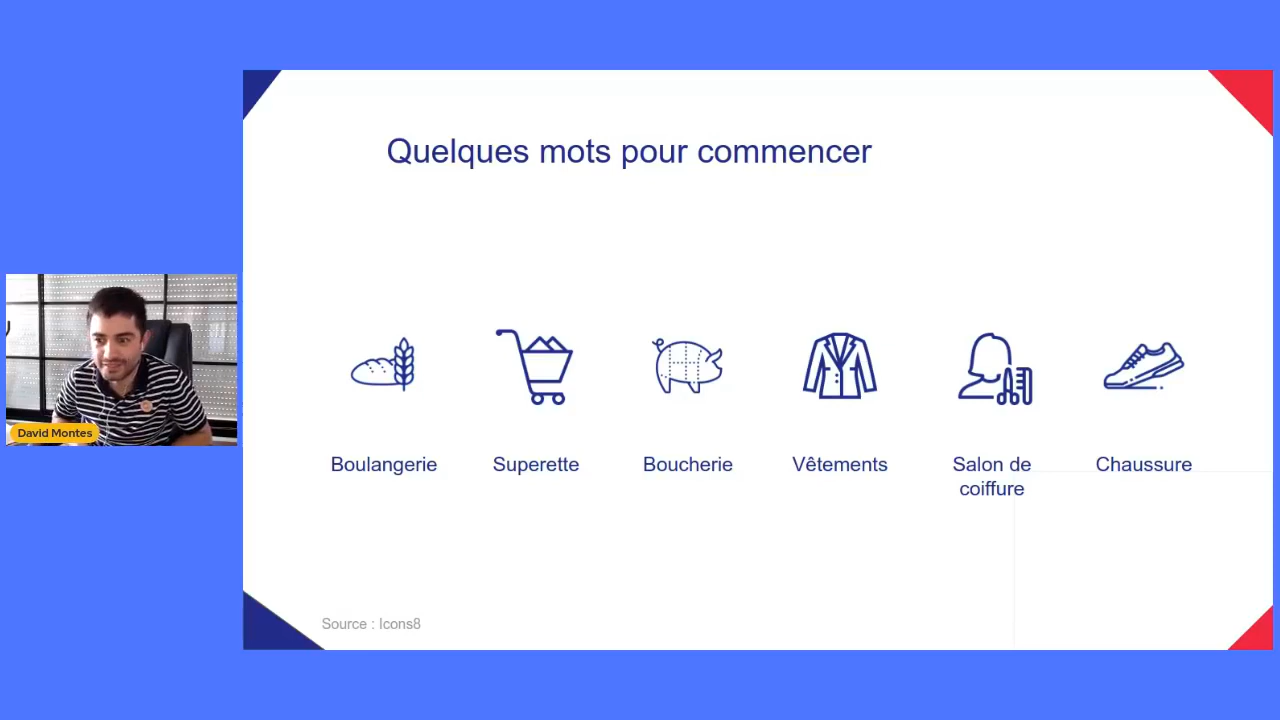 Quelques mots pour commencer
Boulangerie
Superette
Boucherie
Vêtements
Salon de
coiffure
Chaussure
David Montes
Source : Icons8